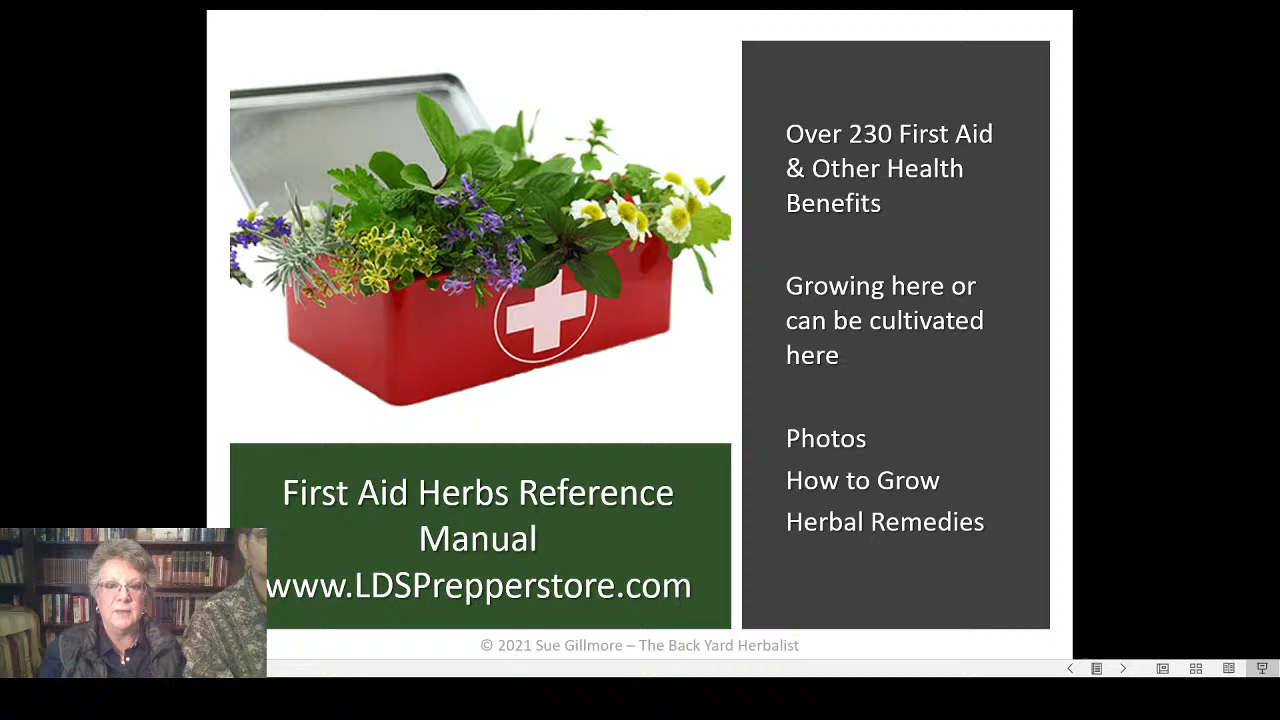 Over 230 First Aid
& Other Health
Benefits
Growing here or
can be cultivated
here
Photos
How to Grow
Herbal Remedies
First Aid Herbs Reference
Manual
www.LDSPrepperstore.com
© 2021 Sue Gillmore – The Back Yard Herbalist